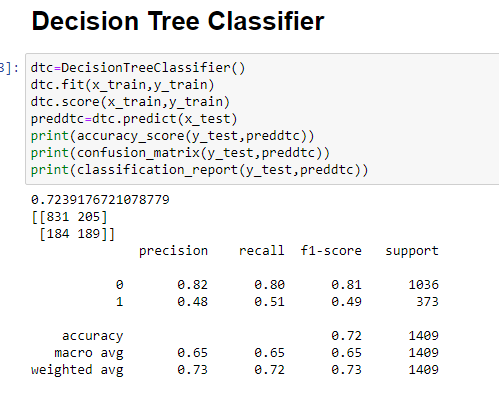 Decision Tree Classifier
8]: dtc=DecisionTreeClassifier()
dtc.fit(x_train,y_train)
dtc.score(x_train,y_train)
preddtc=dtc.predict(x_test)
print(accuracy_score(y_test,preddtc))
print(confusion_matrix(y_test,preddtc))
print(classification_report(y_test,preddtc))
0.7239176721078779
[[831 205]
 [184 189]]
precision recall f1-score support
0 0.82 0.80 0.81 1036
1 0.48 0.51 0.49 373
accuracy 0.72 1409
macro avg 0.65 0.65 0.65 1409
weighted avg 0.73 0.72 0.73 1409